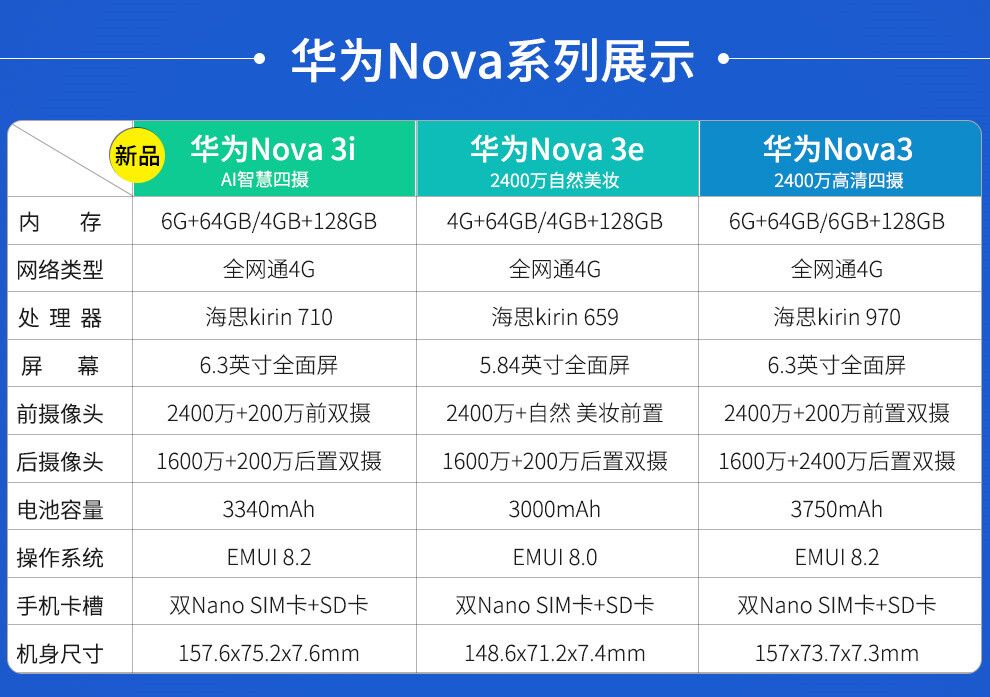 华为Nova系列展示
新品
华为Nova 3i 华为Nova 3e 华为Nova3
AI智慧四摄 2400万自然美妆 2400万高清四摄
内 存 6G+64GB/4GB+128GB 4G+64GB/4GB+128GB 6G+64GB/6GB+128GB
网络类型 全网通4G 全网通4G 全网通4G
处理器 海思kirin 710 海思kirin 659 海思kirin 970
屏 幕 6.3英寸全面屏 5.84英寸全面屏 6.3英寸全面屏
前摄像头 2400万+200万前双摄 2400万+自然 美妆前置 2400万+200万前置双摄
后摄像头 1600万+200万后置双摄 1600万+200万后置双摄 1600万+2400万后置双摄
电池容量 3340mAh 3000mAh 3750mAh
操作系统 EMUI 8.2 EMUI 8.0 EMUI 8.2
手机卡槽 双Nano SIM卡+SD卡 双Nano SIM卡+SD卡 双Nano SIM卡+SD卡
机身尺寸 157.6x75.2x7.6mm 148.6x71.2x7.4mm 157x73.7x7.3mm